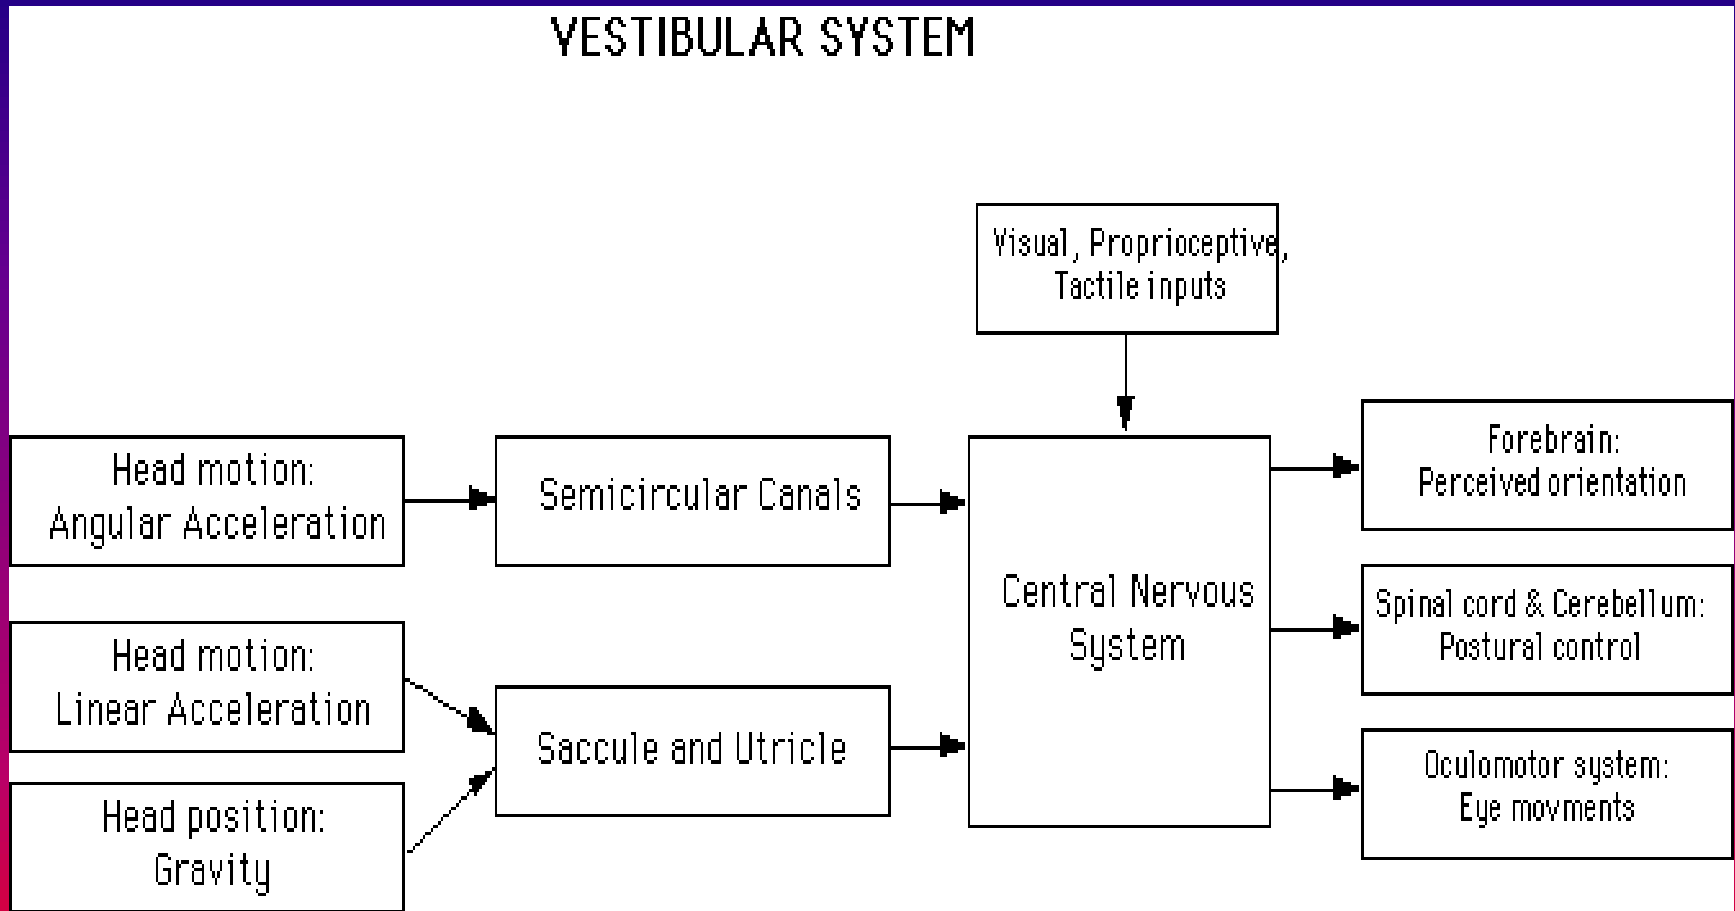 VESTIBULAR SYSTEM
Visual, Proprioceptive,
Tactile inputs
Head motion:
Angular Acceleration
Semicircular Canals
Central Nervous
System
Forebrain:
Perceived orientation
Head motion:
Linear Acceleration
Saccule and Utricle
Spinal cord & Cerebellum:
Postural control
Head position:
Gravity
Oculomotor system:
Eye movments